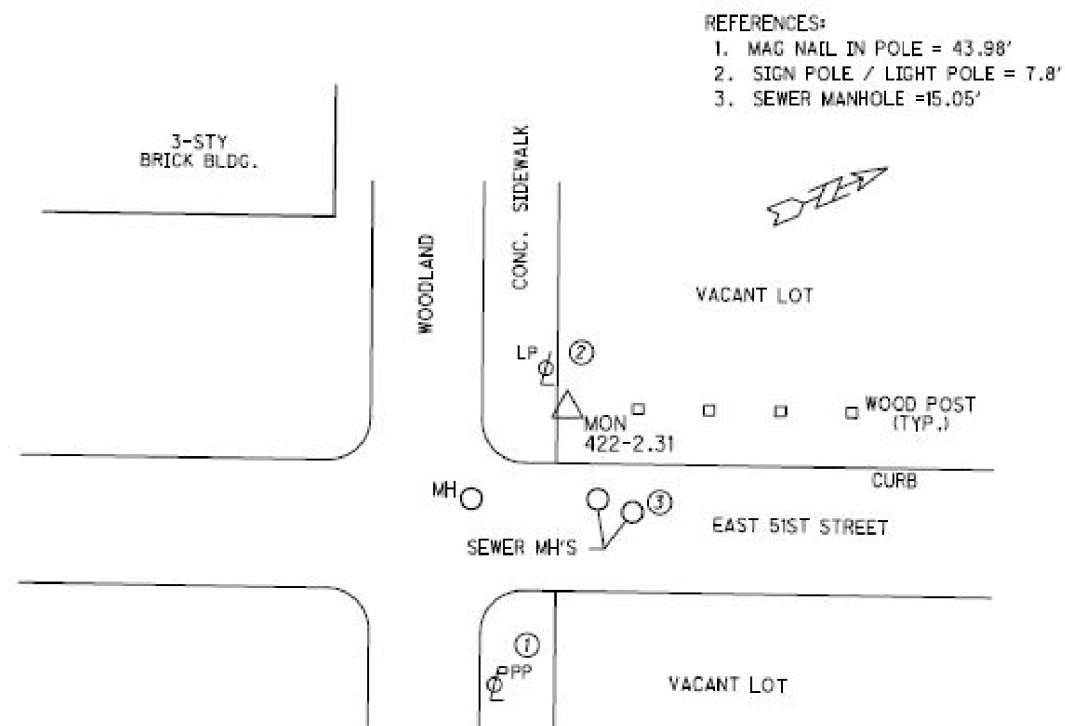 REFERENCES:
1. MAG NAIL IN POLE = 43.98'
2. SIGN POLE / LIGHT POLE = 7.8'
3. SEWER MANHOLE =15.05'
3-STY
BRICK BLDG.
CONC. SIDEWALK
WOODLAND
VACANT LOT
LP
2
MON
422-2.31
WOOD POST
(TYP.)
CURB
MH
3
EAST 51ST STREET
SEWER MH'S
1
PP
VACANT LOT